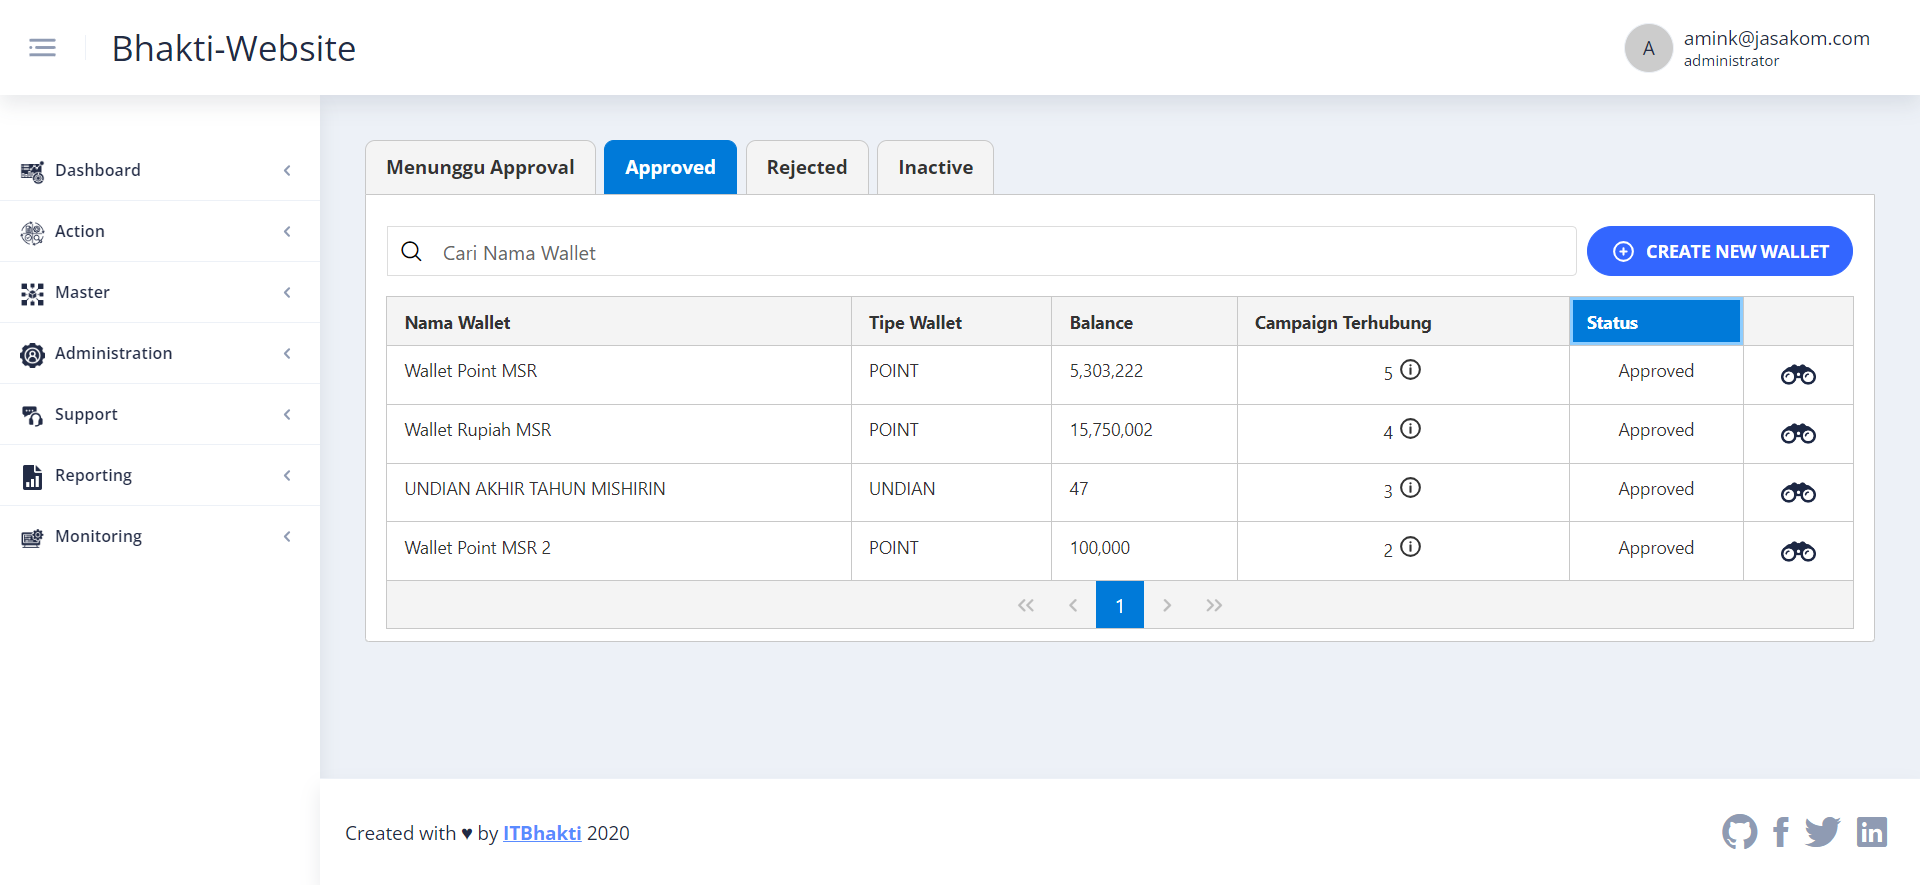 Bhakti-Website
A
amink@jasakom.com
administrator
Dashboard
Action
Master
Administration
Support
Reporting
Monitoring
Menunggu Approval
Approved
Rejected
Inactive
Cari Nama Wallet
CREATE NEW WALLET
Nama Wallet Tipe Wallet Balance Campaign Terhubung Status
Wallet Point MSR POINT 5,303,222 5 Approved
Wallet Rupiah MSR POINT 15,750,002 4 Approved
UNDIAN AKHIR TAHUN MISHIRIN UNDIAN 47 3 Approved
Wallet Point MSR 2 POINT 100,000 2 Approved
1
Created with ♥ by ITBhakti 2020